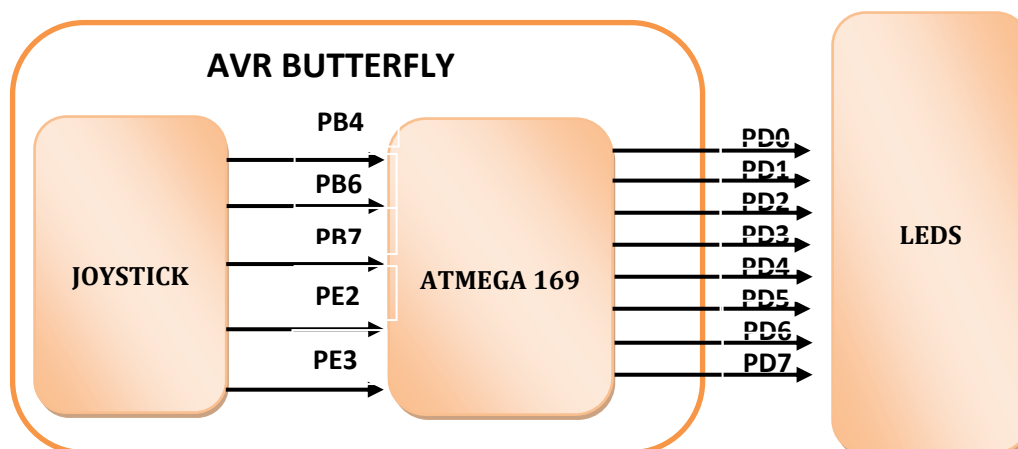 AVR BUTTERFLY
JOYSTICK
PB4
PB6
PB7
PE2
PE3
ATMEGA 169
PD0
PD1
PD2
PD3
PD4
PD5
PD6
PD7
LEDS